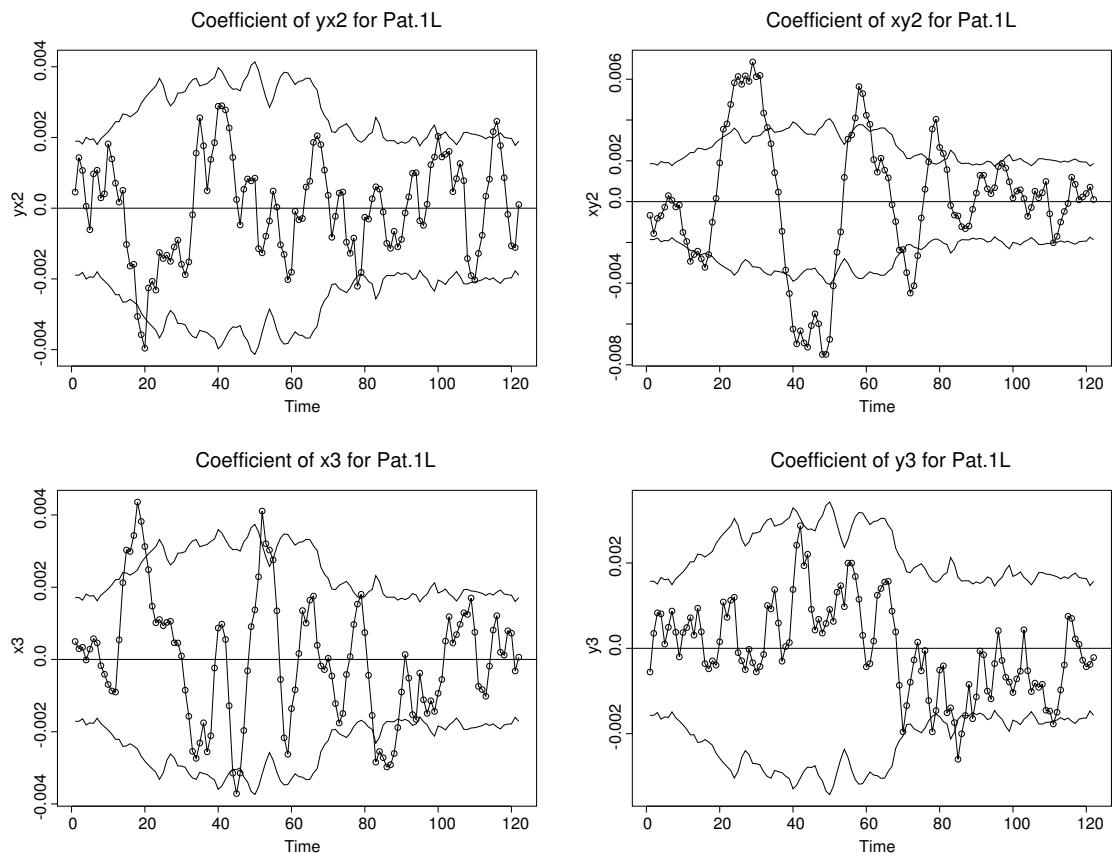 Coefficient of yx2 for Pat.1L
yx2
0.004
0.002
0.0
-0.002
-0.004
0 20 40 60 80 100 120
Time
Coefficient of xy2 for Pat.1L
xy2
0.006
0.002
-0.004
-0.008
0 20 40 60 80 100 120
Time
Coefficient of x3 for Pat.1L
x3
0.004
0.002
0.0
-0.002
-0.004
0 20 40 60 80 100 120
Time
Coefficient of y3 for Pat.1L
y3
0.002
0.0
-0.002
0 20 40 60 80 100 120
Time